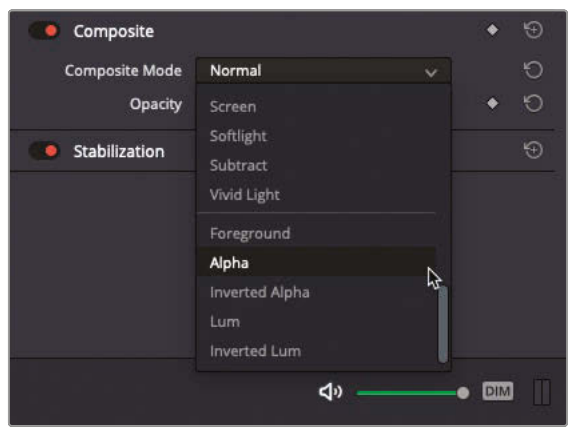 Composite
Composite Mode Normal
Opacity
Screen
Softlight
Stabilization
Subtract
Vivid Light
Foreground
Alpha
Inverted Alpha
Lum
Inverted Lum
DIM